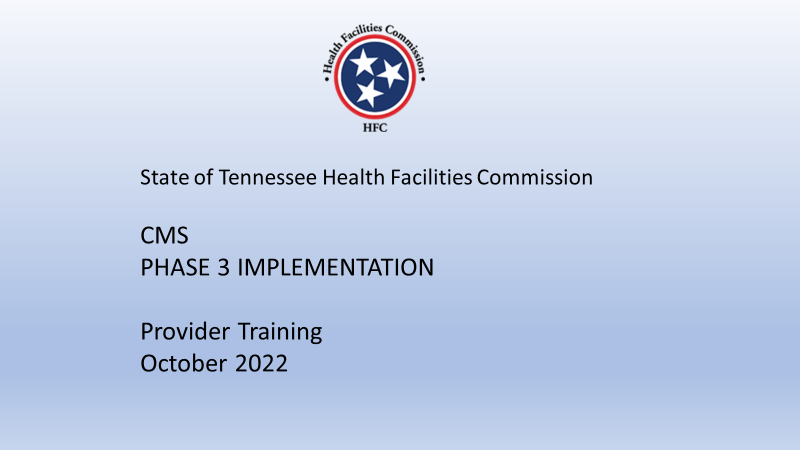 • Health Facilities Commission •
HFC
State of Tennessee Health Facilities Commission
CMS
PHASE 3 IMPLEMENTATION
Provider Training
October 2022